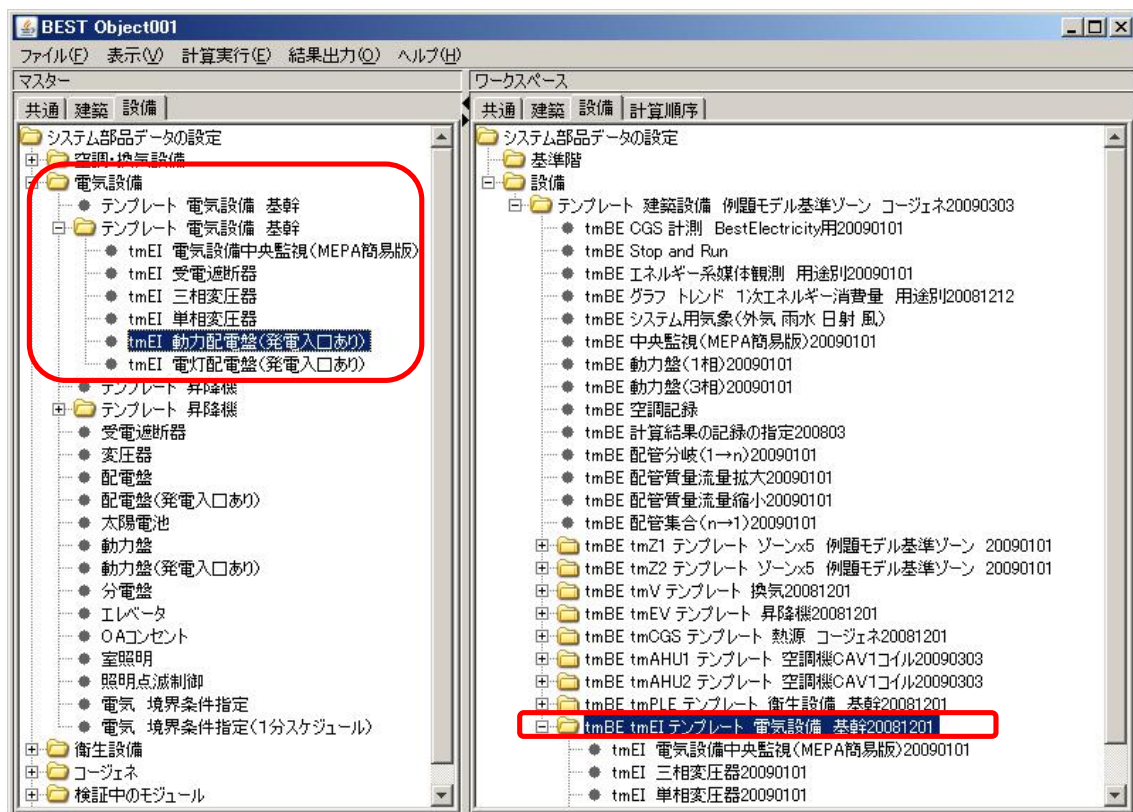 BEST Object001
ファイル(F) 表示(V) 計算実行(E) 結果出力(O) ヘルプ(H)
マスター
共通 建築 設備
システム部品データの設定
空調・換気設備
電気設備
テンプレート 電気設備 基幹
テンプレート 電気設備 基幹
tmEI 電気設備中央監視(MEPA簡易版)
tmEI 受電遮断器
tmEI 三相変圧器
tmEI 単相変圧器
tmEI 動力配電盤(発電入口あり)
tmEI 電灯配電盤(発電入口あり)
テンプレート 昇降機
テンプレート 昇降機
受電遮断器
変圧器
配電盤
配電盤(発電入口あり)
太陽電池
動力盤
動力盤(発電入口あり)
分電盤
エレベータ
OAコンセント
室照明
照明点滅制御
電気 境界条件指定
電気 境界条件指定(1分スケジュール)
衛生設備
コージェネ
検証中のモジュール
ワークスペース
共通 建築 設備 計算順序
システム部品データの設定
基準階
設備
テンプレート 建築設備 例題モデル基準ゾーン コージェネ20090303
tmBE CGS 計測 BestElectricity用20090101
tmBE Stop and Run
tmBE エネルギー系媒体観測 用途別20090101
tmBE グラフ トレンド 1次エネルギー消費量 用途別20081212
tmBE システム用気象(外気 雨水 日射 風)
tmBE 中央監視(MEPA簡易版)20090101
tmBE 動力盤(1相)20090101
tmBE 動力盤(3相)20090101
tmBE 空調記録
tmBE 計算結果の記録の指定200803
tmBE 配管分岐(1→n)20090101
tmBE 配管質量流量拡大20090101
tmBE 配管質量流量縮小20090101
tmBE 配管集合(n→1)20090101
tmBE tmZ1 テンプレート ゾーンx5 例題モデル基準ゾーン 20090101
tmBE tmZ2 テンプレート ゾーンx5 例題モデル基準ゾーン 20090101
tmBE tmV テンプレート 換気20081201
tmBE tmEV テンプレート 昇降機20081201
tmBE tmCGS テンプレート 熱源 コージェネ20081201
tmBE tmAHU1 テンプレート 空調機CAV1コイル20090303
tmBE tmAHU2 テンプレート 空調機CAV1コイル20090303
tmBE tmPLE テンプレート 衛生設備 基幹20081201
tmBE tmEI テンプレート 電気設備 基幹20081201
tmEI 電気設備中央監視(MEPA簡易版)20090101
tmEI 三相変圧器20090101
tmEI 単相変圧器20090101